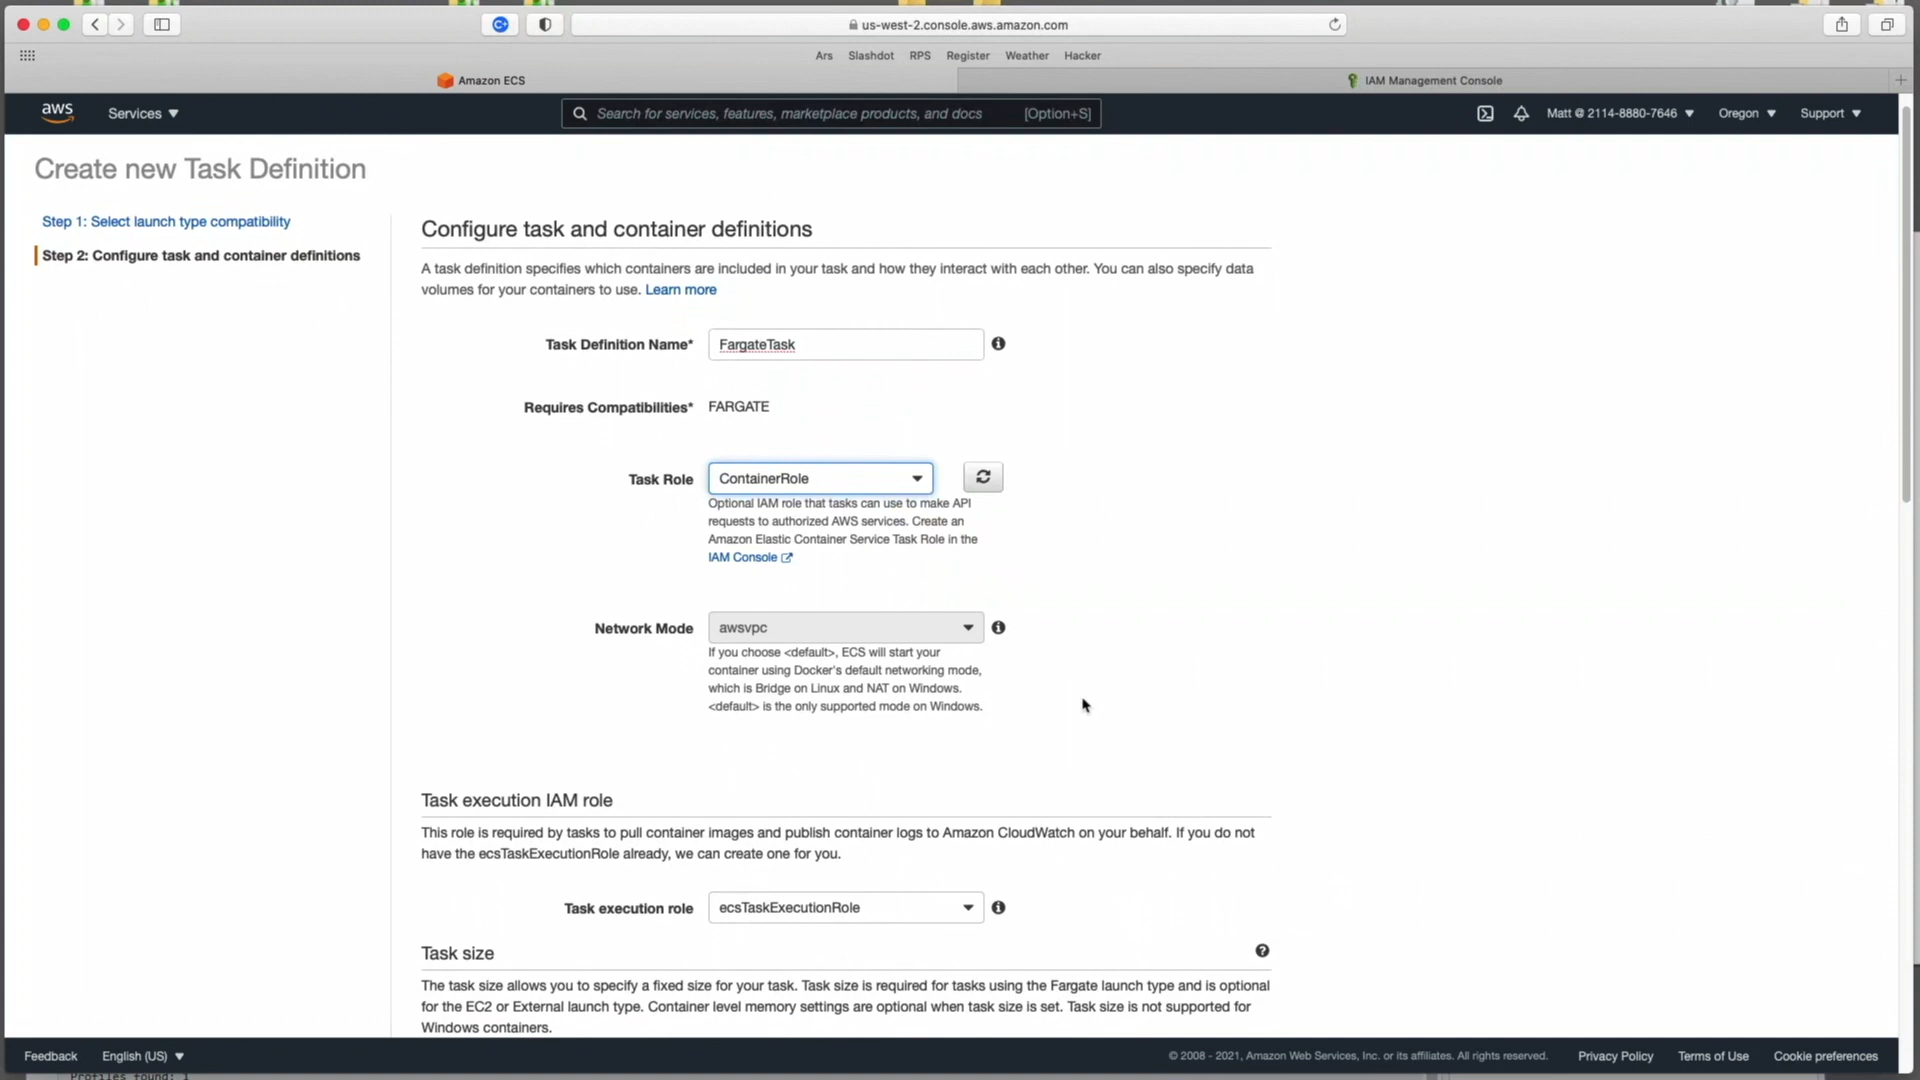 us-west-2.console.aws.amazon.com
Ars Slashdot RPS Register Weather Hacker
Amazon ECS
IAM Management Console
aws
Services
Search for services, features, marketplace products, and docs [Option+S]
Matt @ 2114-8880-7646
Oregon
Support
Create new Task Definition
Step 1: Select launch type compatibility
Step 2: Configure task and container definitions
Configure task and container definitions
A task definition specifies which containers are included in your task and how they interact with each other. You can also specify data
volumes for your containers to use. Learn more
Task Definition Name* FargateTask
Requires Compatibilities* FARGATE
Task Role ContainerRole
Optional IAM role that tasks can use to make API
requests to authorized AWS services. Create an
Amazon Elastic Container Service Task Role in the
IAM Console
Network Mode awsvpc
If you choose <default>, ECS will start your
container using Docker's default networking mode,
which is Bridge on Linux and NAT on Windows.
<default> is the only supported mode on Windows.
Task execution IAM role
This role is required by tasks to pull container images and publish container logs to Amazon CloudWatch on your behalf. If you do not
have the ecsTaskExecutionRole already, we can create one for you.
Task execution role ecsTaskExecutionRole
Task size
The task size allows you to specify a fixed size for your task. Task size is required for tasks using the Fargate launch type and is optional
for the EC2 or External launch type. Container level memory settings are optional when task size is set. Task size is not supported for
Windows containers.
Feedback English (US)
© 2008 - 2021, Amazon Web Services, Inc. or its affiliates. All rights reserved. Privacy Policy Terms of Use Cookie preferences
Profiles found: 1